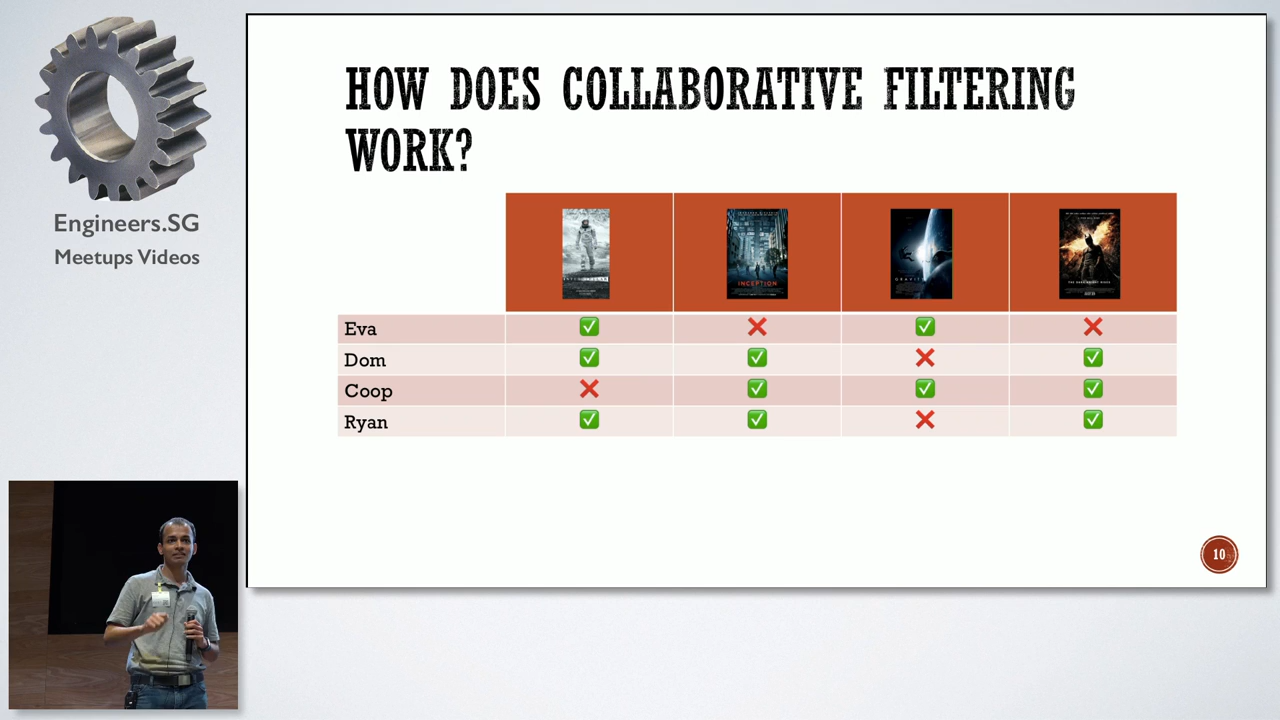 Engineers.SG
Meetups Videos
HOW DOES COLLABORATIVE FILTERING
WORK?
INCEPTION
Eva
Dom
Coop
Ryan
10